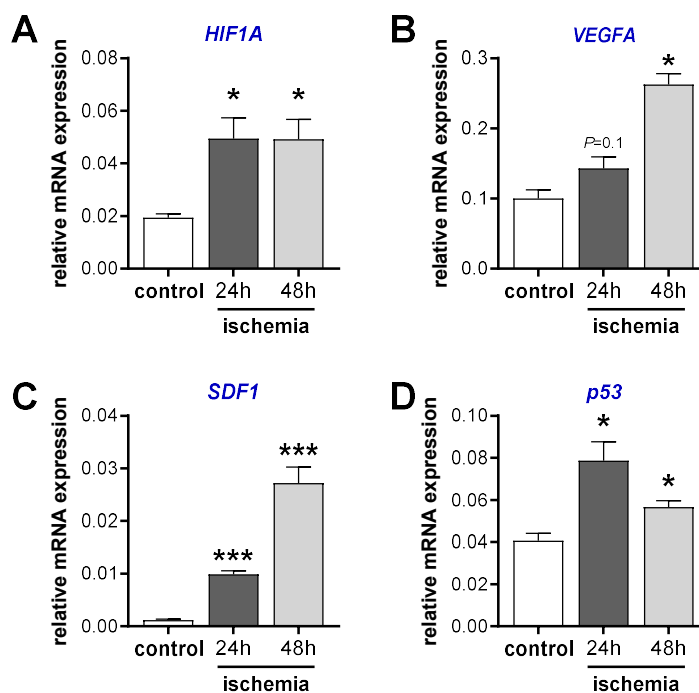 A
HIF1A
relative mRNA expression
0.08
0.06
0.04
0.02
0.00
*
*
control
24h
48h
ischemia
B
VEGFA
relative mRNA expression
0.3
0.2
0.1
0.0
P=0.1
*
control
24h
48h
ischemia
C
SDF1
relative mRNA expression
0.04
0.03
0.02
0.01
0.00
***
***
control
24h
48h
ischemia
D
p53
relative mRNA expression
0.10
0.08
0.06
0.04
0.02
0.00
*
*
control
24h
48h
ischemia